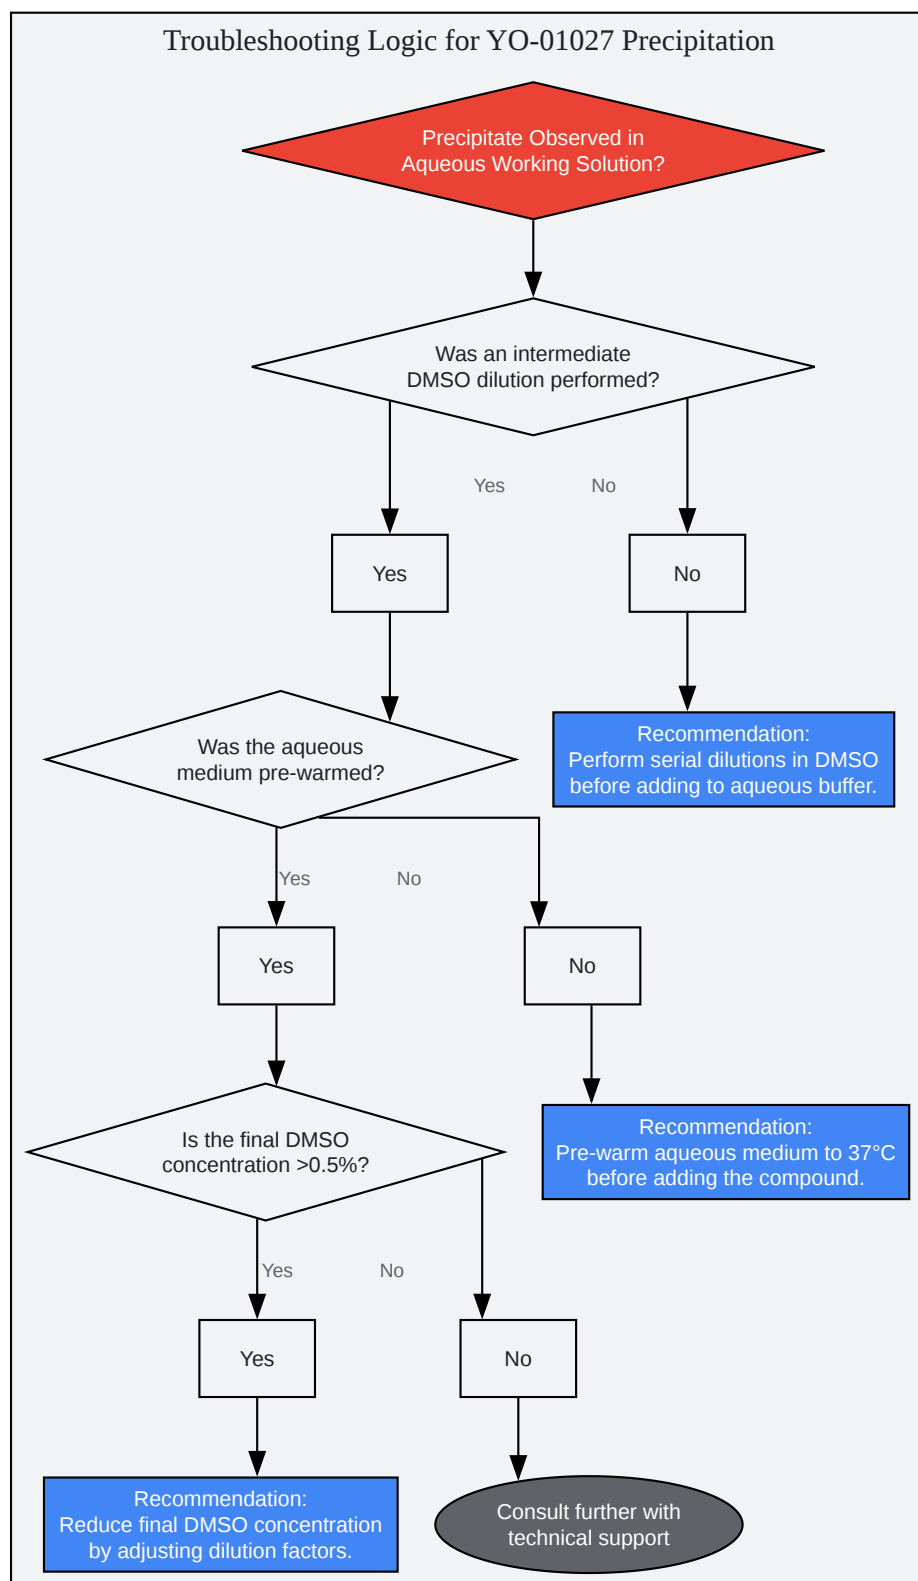 Troubleshooting Logic for YO-01027 Precipitation
Precipitate Observed in
Aqueous Working Solution?
Was an intermediate
DMSO dilution performed?
Yes
No
Yes
No
Was the aqueous
medium pre-warmed?
Recommendation:
Perform serial dilutions in DMSO
before adding to aqueous buffer.
Yes
No
Yes
No
Is the final DMSO
concentration >0.5%?
Recommendation:
Pre-warm aqueous medium to 37°C
before adding the compound.
Yes
No
Yes
No
Recommendation:
Reduce final DMSO concentration
by adjusting dilution factors.
Consult further with
technical support